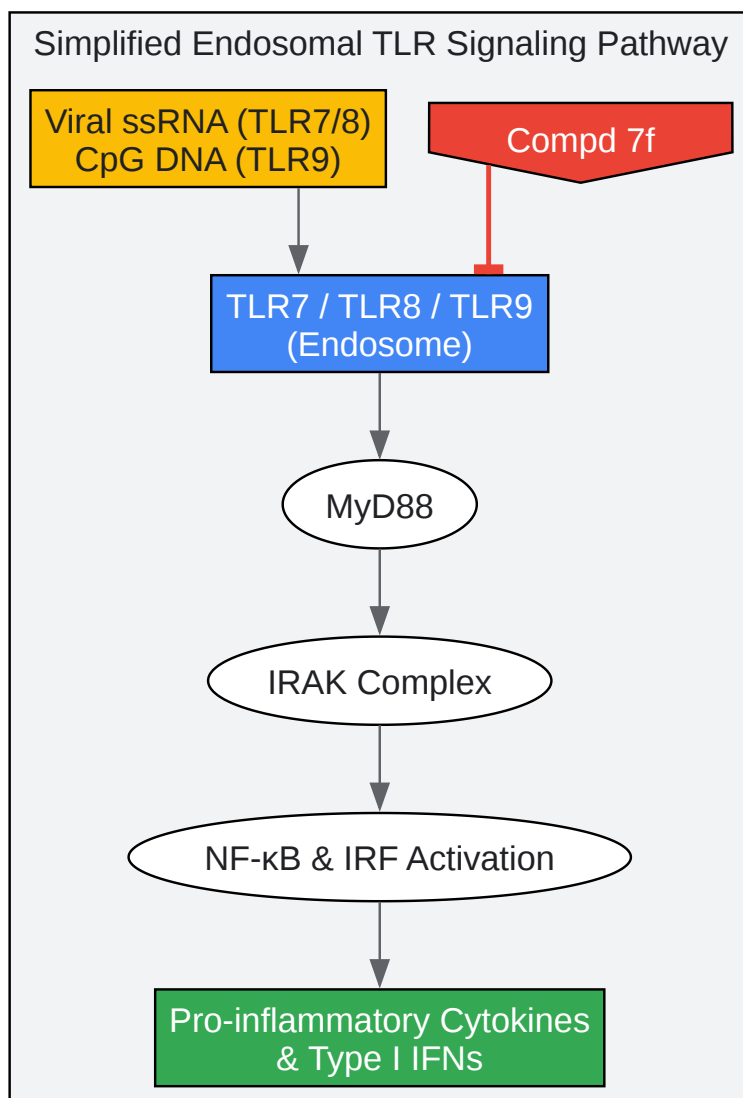 Simplified Endosomal TLR Signaling Pathway
Viral ssRNA (TLR7/8)
CpG DNA (TLR9)
Compd 7f
TLR7 / TLR8 / TLR9
(Endosome)
MyD88
IRAK Complex
NF-κB & IRF Activation
Pro-inflammatory Cytokines
& Type I IFNs